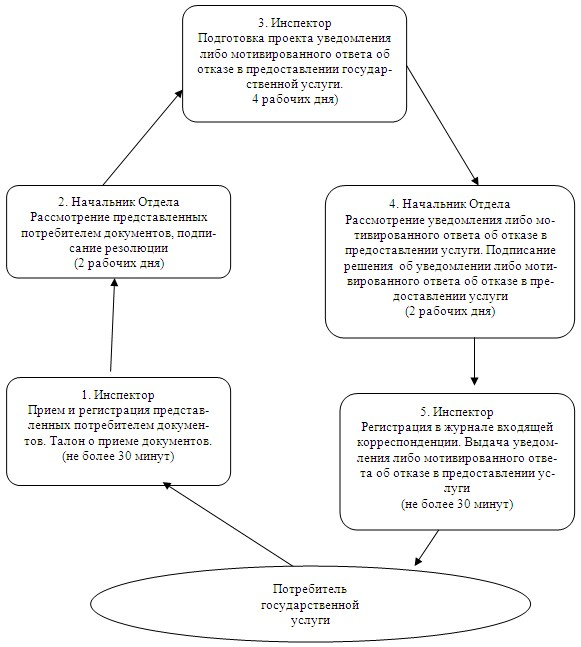 3. Инспектор
Подготовка проекта уведомления
либо мотивированного ответа об
отказе в предоставлении государ-
ственной услуги.
4 рабочих дня)
2. Начальник Отдела
Рассмотрение представленных
потребителем документов, подпи-
сание резолюции
(2 рабочих дня)
4. Начальник Отдела
Рассмотрение уведомления либо мо-
тивированного ответа об отказе в
предоставлении услуги. Подписание
решения об уведомлении либо моти-
вированного ответа об отказе в пре-
доставлении услуги
(2 рабочих дня)
1. Инспектор
Прием и регистрация представ-
ленных потребителем докумен-
тов. Талон о приеме документов.
(не более 30 минут)
5. Инспектор
Регистрация в журнале входящей
корреспонденции. Выдача уведом-
ления либо мотивированного отве-
та об отказе в предоставлении ус-
луги
(не более 30 минут)
Потребитель
государственной
услуги